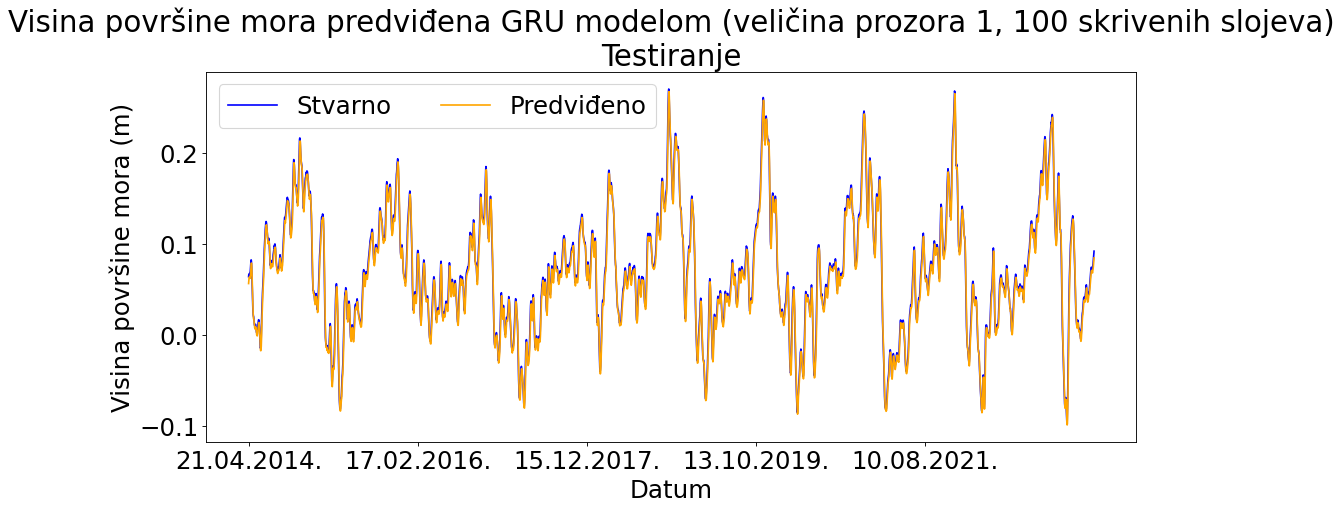 Visina površine mora predviđena GRU modelom (veličina prozora 1, 100 skrivenih slojeva)
Testiranje
Stvarno
Predviđeno
Visina površine mora (m)
0.2
0.1
0.0
−0.1
21.04.2014.
17.02.2016.
15.12.2017.
13.10.2019.
10.08.2021.
Datum